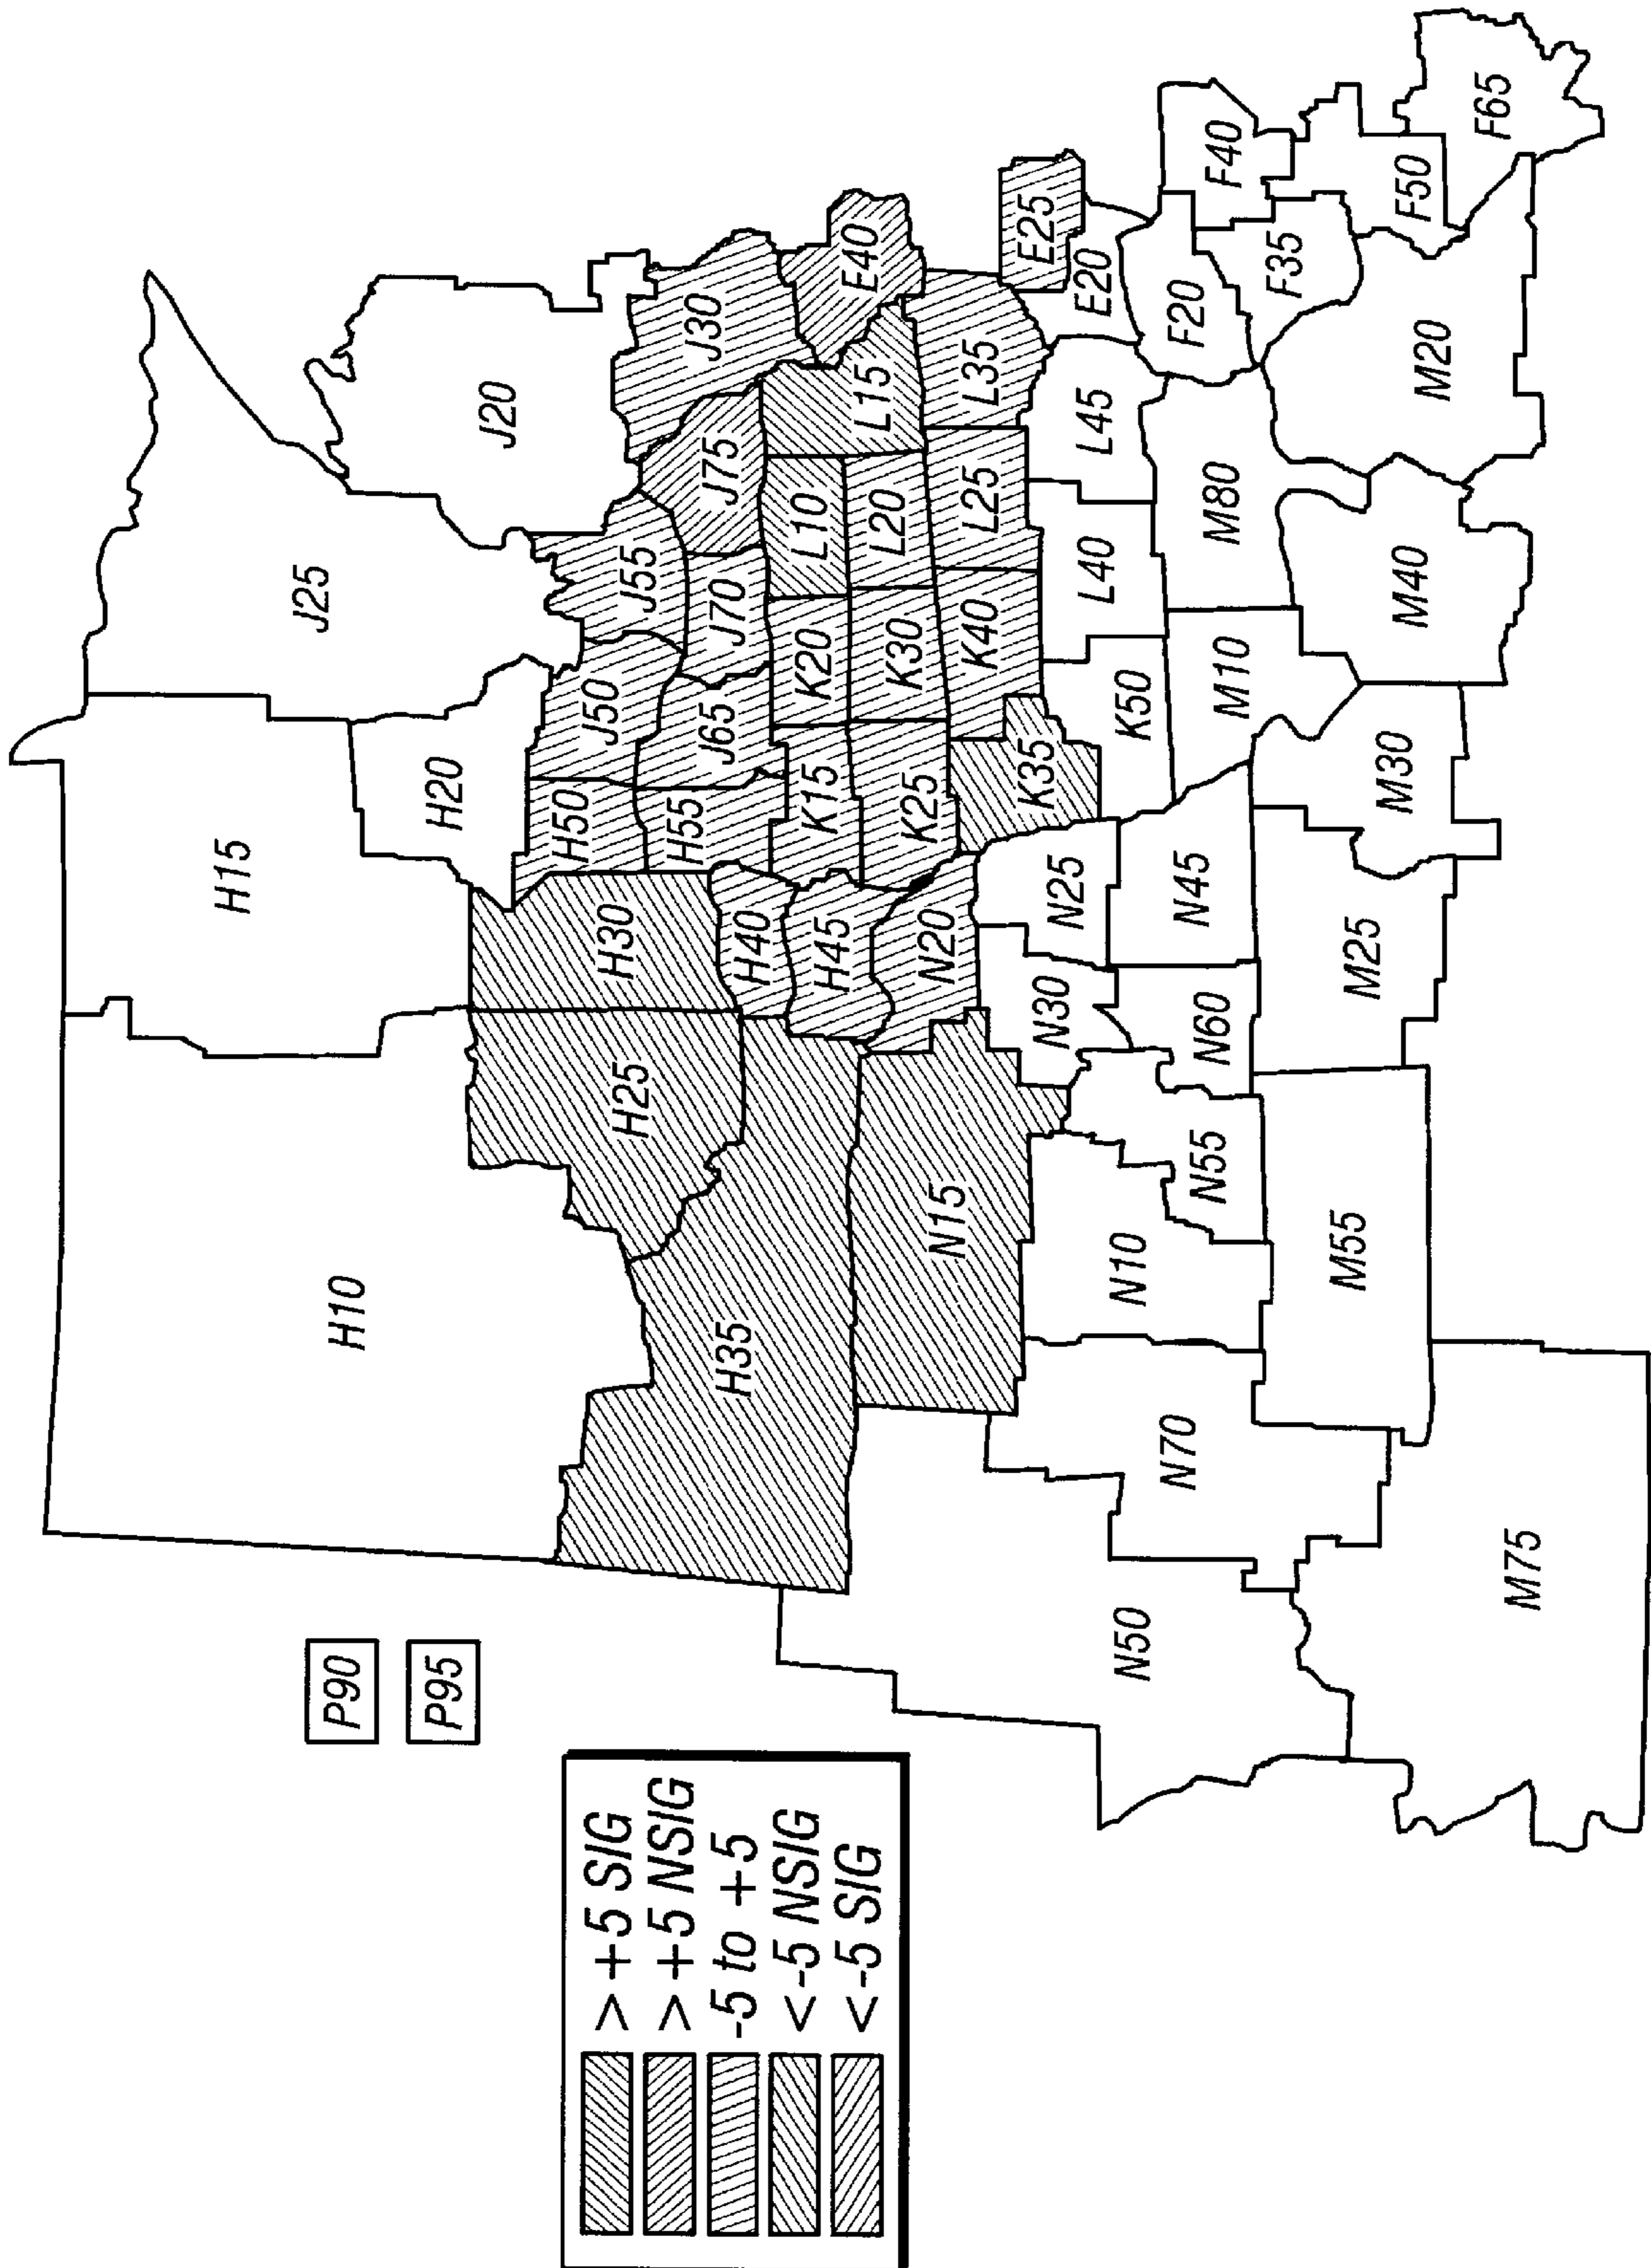 H15
J25
P90
H10
P95
H20
J20
> +5 SIG
> +5 NSIG
-5 to +5
<-5 NSIG
<-5 SIG
H50
J50
H30
H25
J55
H55
J30
J65
J75
J70
H35
H40
K20
L10
K15
H45
E40
L15
L20
K30
K25
N20
N15
K40
L25
L35
E25
K35
N30
N25
E20
L45
L40
N10
K50
N50
N70
F20
N45
N55
N60
M80
F40
M10
F35
M55
M25
M30
M40
F50
M20
F65
M75